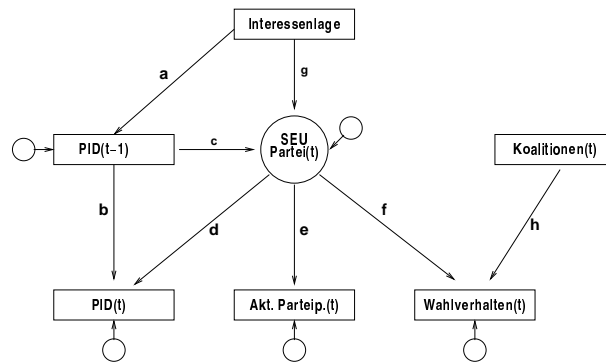 Interessenlage
a
g
PID(t−1)
c
SEU
Partei(t)
Koalitionen(t)
b
d
e
f
h
PID(t)
Akt. Parteip.(t)
Wahlverhalten(t)